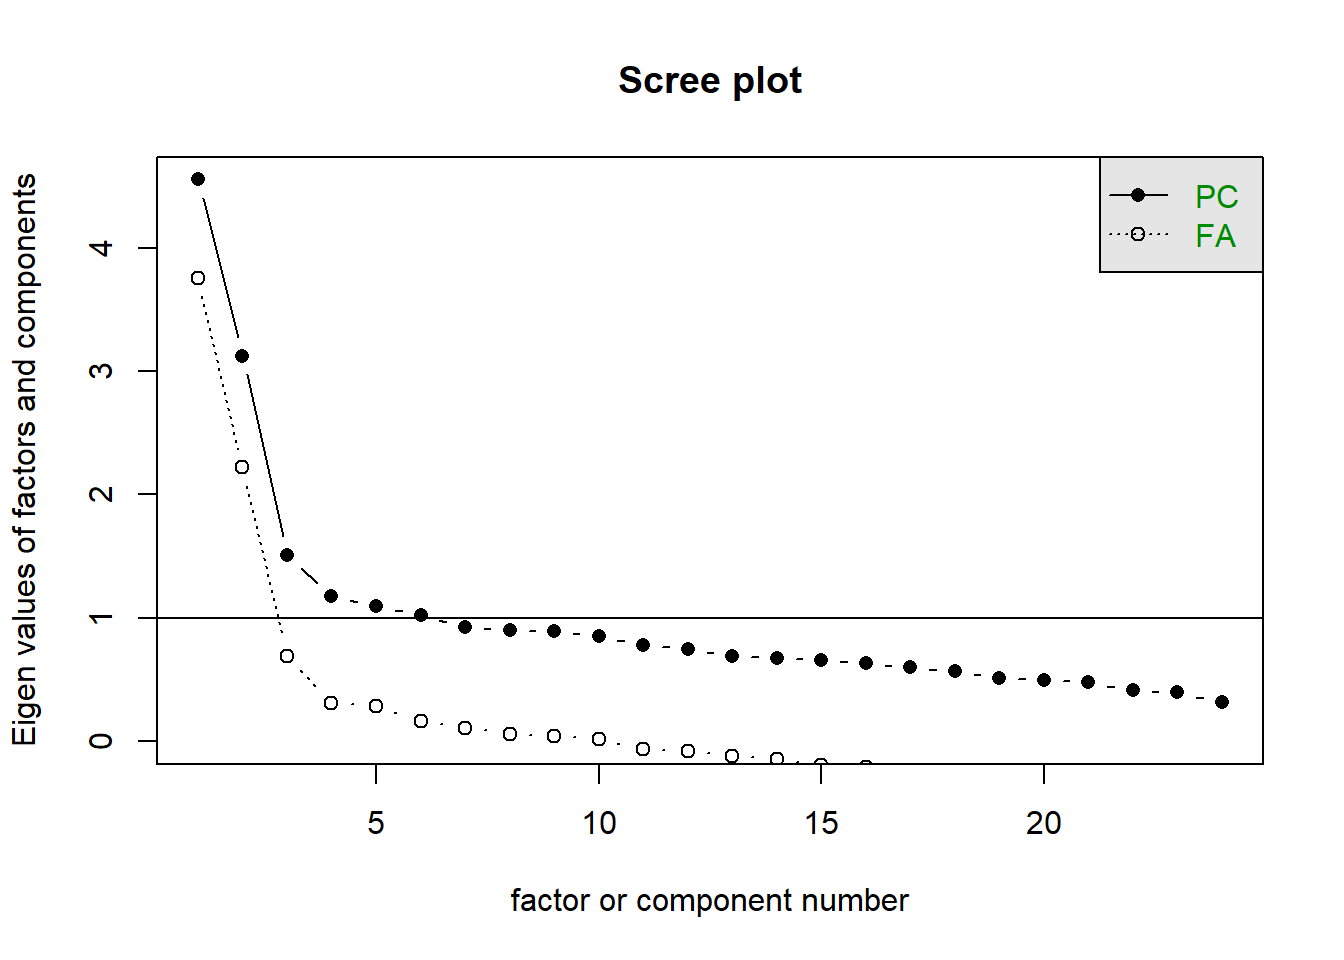 Scree plot
Eigen values of factors and components
4
3
2
1
0
PC
FA
5 10 15 20
factor or component number